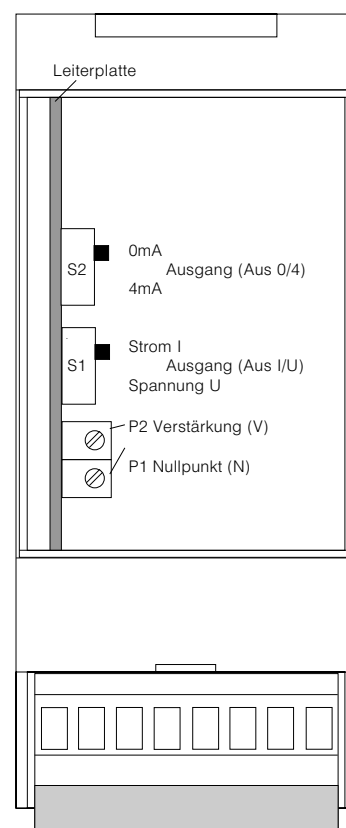 Leiterplatte
0mA
S2
Ausgang (Aus 0/4)
4mA
Strom I
S1
Ausgang (Aus I/U)
Spannung U
P2 Verstärkung (V)
P1 Nullpunkt (N)